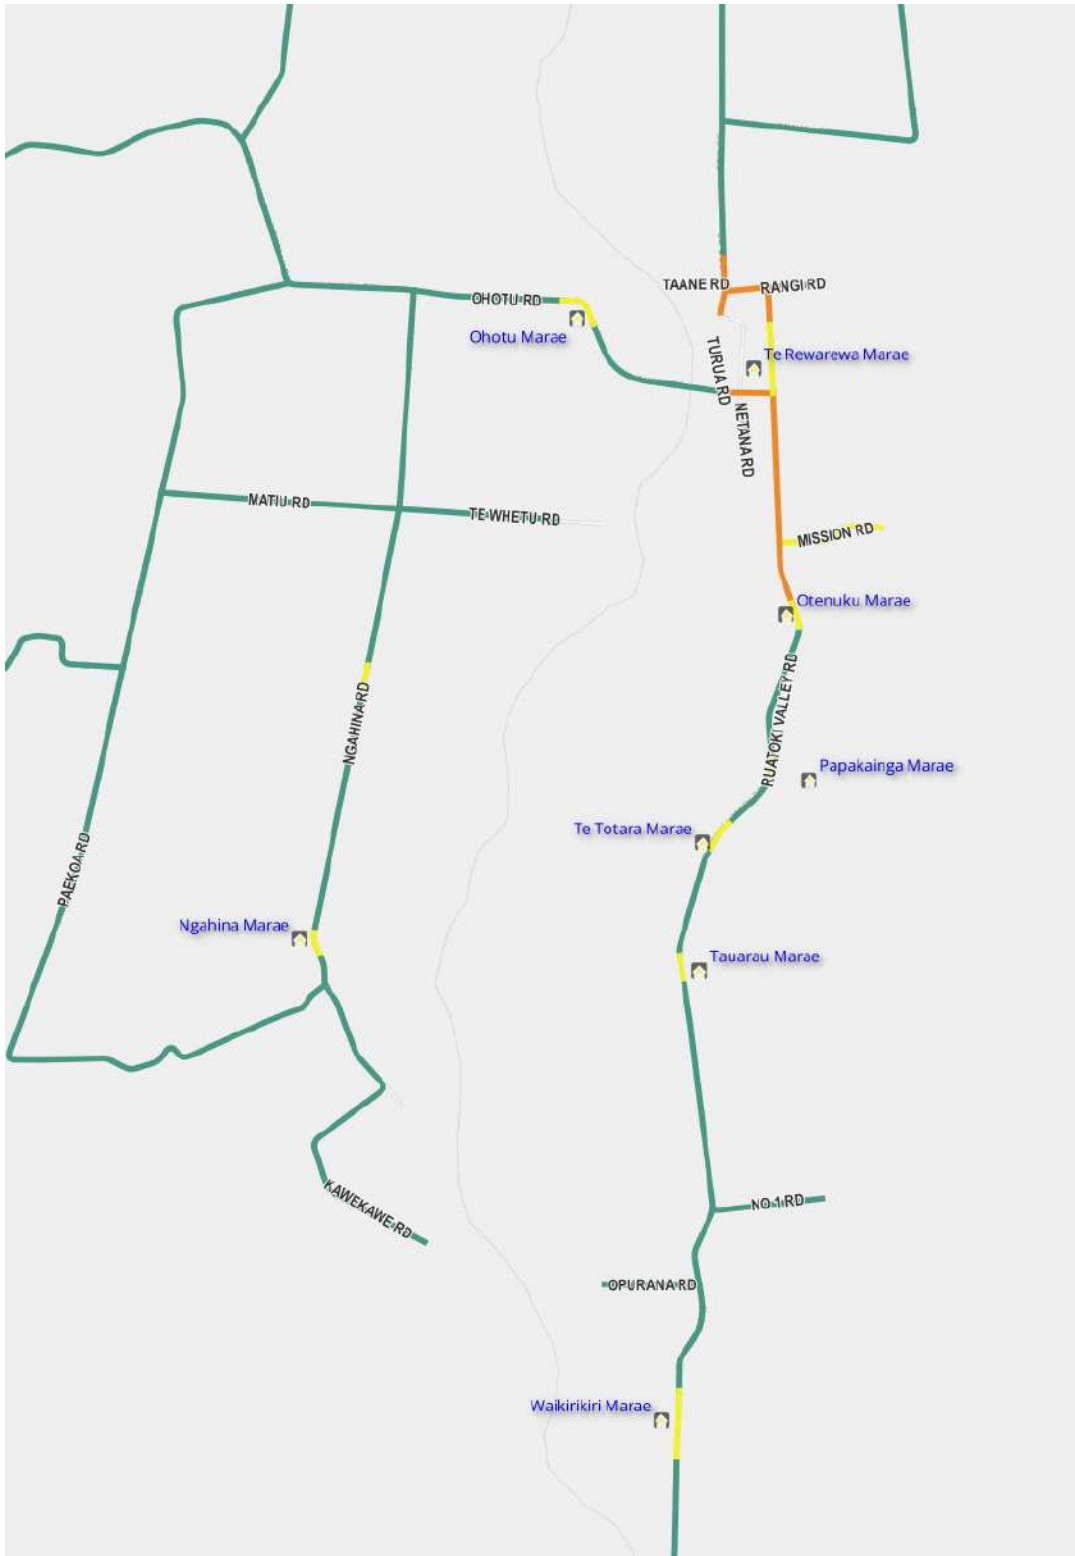 TAANE RD
RANGI RD
OHOTU RD
Ohotu Marae
TURUA RD
Te Rewarewa Marae
NETANA RD
MATIU RD
TE WHETU RD
MISSION RD
Otenuku Marae
NGAHINA RD
RUATOKI VALLEY RD
Papakainga Marae
Te Totara Marae
PAEKOA RD
Ngahina Marae
Tauarau Marae
KAWEKAWE RD
NO 1 RD
OPURANA RD
Waikirikiri Marae